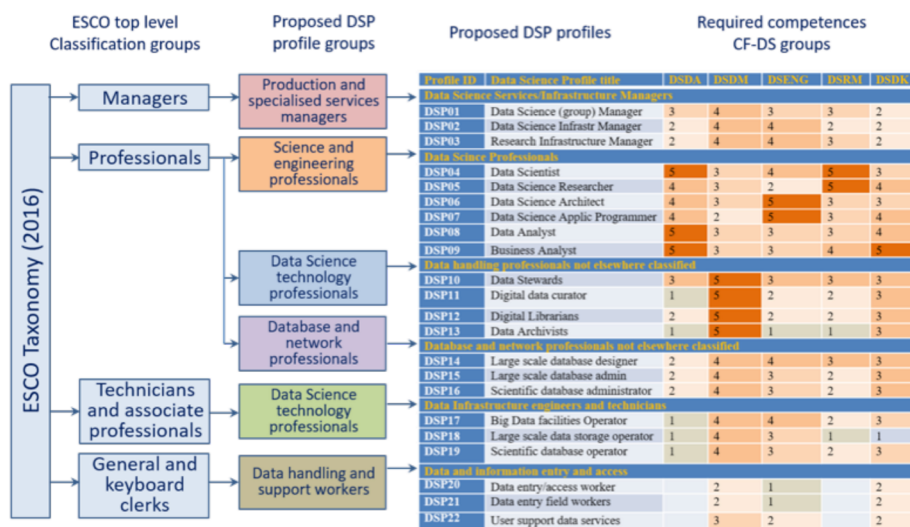 ESCO top level
Classification groups
Proposed DSP
profile groups
Proposed DSP profiles
Required competences
CF-DS groups
ESCO Taxonomy (2016)
Managers
Professionals
Technicians
and associate
professionals
General and
keyboard
clerks
Production and
specialised services
managers
Science and
engineering
professionals
Data Science
technology
professionals
Database and
network
professionals
Data Science
technology
professionals
Data handling and
support workers
Profile ID Data Science Profile title DSDA DSDM DSENG DSRM DSDK
Data Science Services/Infrastructure Managers
DSP01 Data Science (group) Manager 3 4 3 3 2
DSP02 Data Science Infrastr Manager 2 4 4 2 2
DSP03 Research Infrastructure Manager 2 4 4 3 2
Data Scince Professionals
DSP04 Data Scientist 5 3 4 5 3
DSP05 Data Science Researcher 4 3 2 5 4
DSP06 Data Science Architect 4 3 5 3 3
DSP07 Data Science Applic Programmer 4 2 5 3 4
DSP08 Data Analyst 5 3 3 3 4
DSP09 Business Analyst 5 3 3 4 5
Data handling professionals not elsewhere classified
DSP10 Data Stewards 3 5 3 3 3
DSP11 Digital data curator 1 5 2 2 3
DSP12 Digital Librarians 2 5 2 2 3
DSP13 Data Archivists 1 5 1 1 3
Database and network professionals not elsewhere classified
DSP14 Large scale database designer 2 4 4 3 3
DSP15 Large scale database admin 2 4 3 2 3
DSP16 Scientific database administrator 2 4 3 2 3
Data Infrastructure engineers and technicians
DSP17 Big Data facilities Operator 1 4 4 2 3
DSP18 Large scale data storage operator 1 4 3 1 1
DSP19 Scientific database operator 1 4 3 2 3
Data and information entry and access
DSP20 Data entry/access worker 2 1 2
DSP21 Data entry field workers 2 1 2
DSP22 User support data services 3 2 2